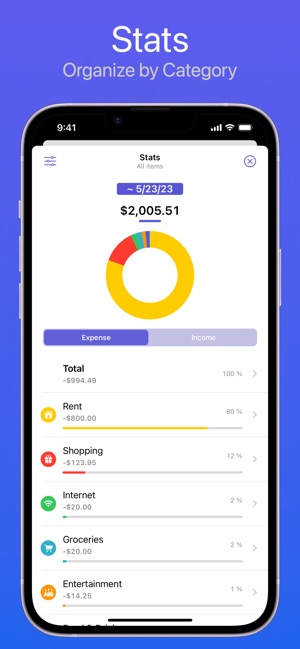 Stats
Organize by Category
9:41
Stats
All items
~ 5/23/23
$2,005.51
Expense
Income
Total
-$994.49
100 %
Rent
-$800.00
80 %
Shopping
-$123.95
12 %
Internet
-$20.00
2 %
Groceries
-$20.00
2 %
Entertainment
-$14.25
1 %